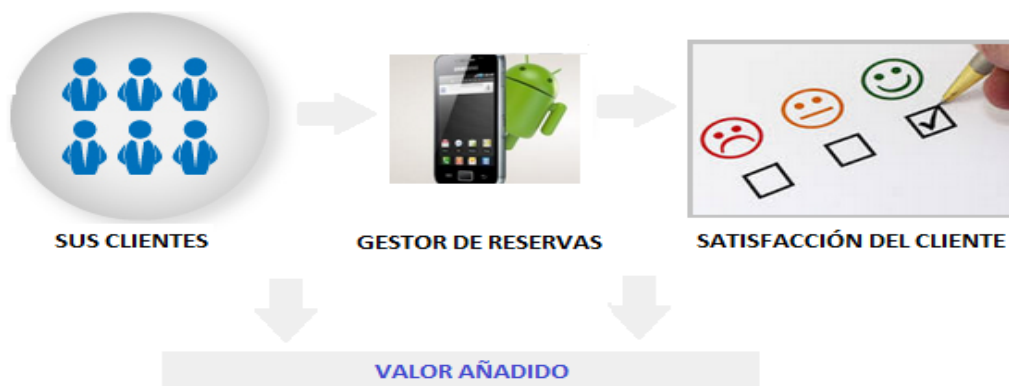 SUS CLIENTES
GESTOR DE RESERVAS
SATISFACCIÓN DEL CLIENTE
VALOR AÑADIDO